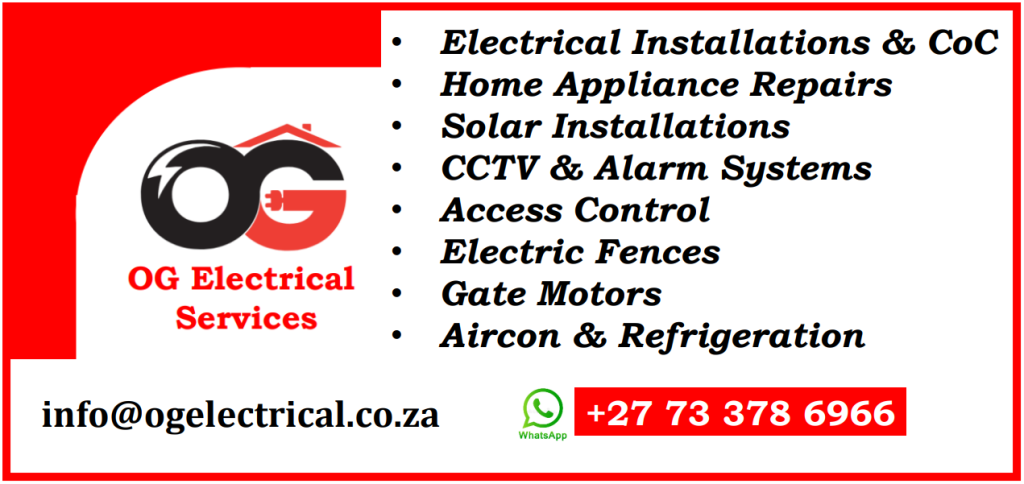 OG
OG Electrical
Services
• Electrical Installations & CoC
• Home Appliance Repairs
• Solar Installations
• CCTV & Alarm Systems
• Access Control
• Electric Fences
• Gate Motors
• Aircon & Refrigeration
info@ogelectrical.co.za
WhatsApp
+27 73 378 6966